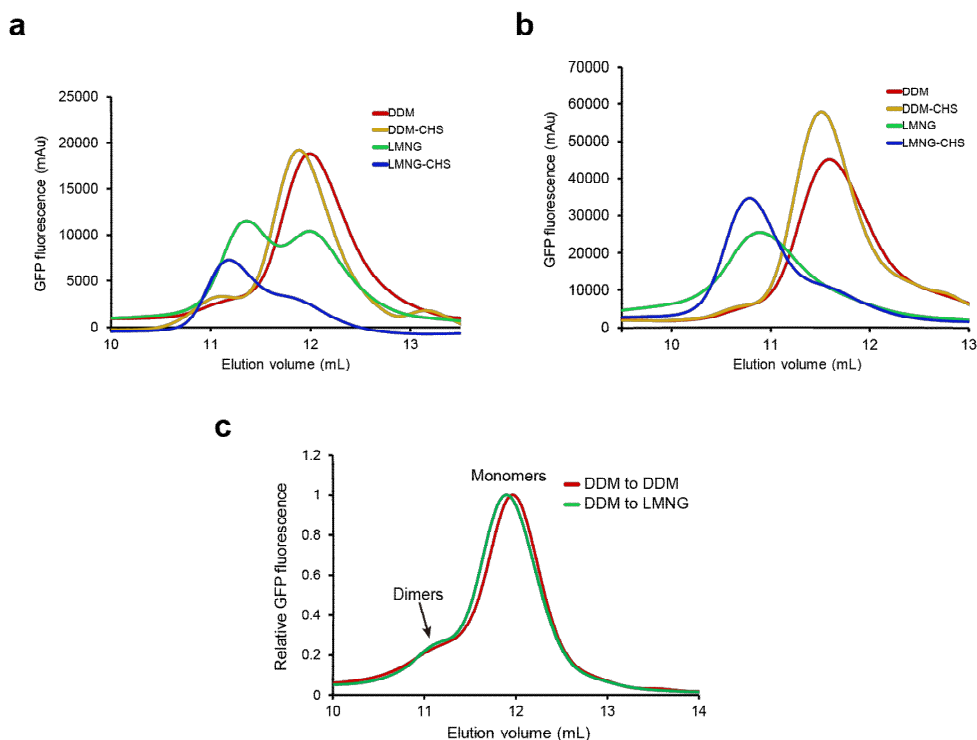 a
25000
20000
15000
10000
5000
0
GFP fluorescence (mAu)
10
11
12
13
Elution volume (mL)
DDM
DDM-CHS
LMNG
LMNG-CHS
b
70000
60000
50000
40000
30000
20000
10000
0
GFP fluorescence (mAu)
10
11
12
13
Elution volume (mL)
DDM
DDM-CHS
LMNG
LMNG-CHS
c
1.2
1
0.8
0.6
0.4
0.2
0
Relative GFP fluorescence
Monomers
Dimers
DDM to DDM
DDM to LMNG
10
11
12
13
14
Elution volume (mL)